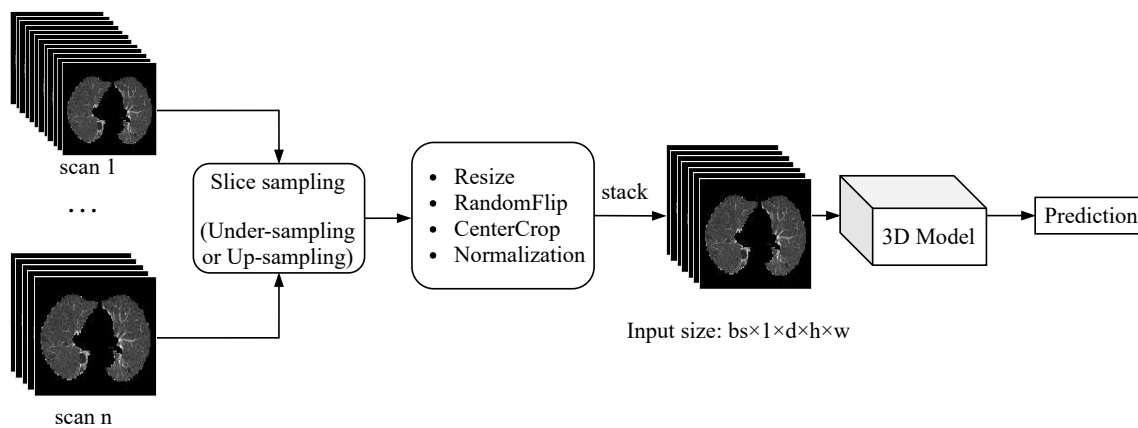 scan 1
...
scan n
Slice sampling
(Under-sampling
or Up-sampling)
• Resize
• RandomFlip
• CenterCrop
• Normalization
stack
Input size: bs×1×d×h×w
3D Model
Prediction